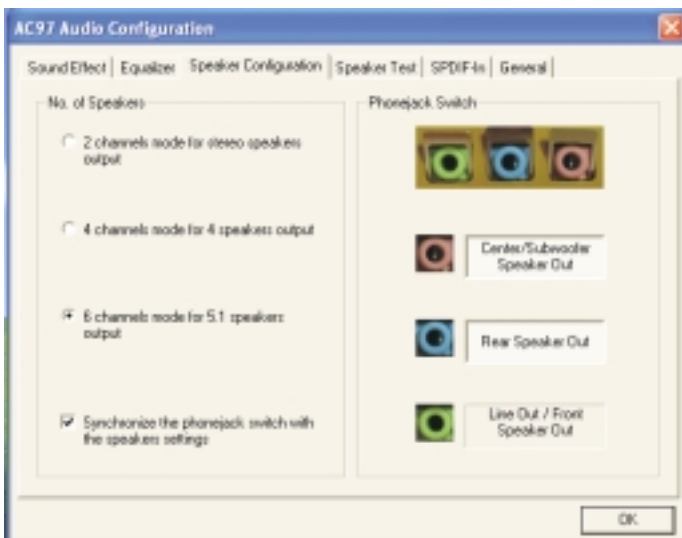 AC97 Audio Configuration
Sound Effect
Equalizer
Speaker Configuration
Speaker Test
SPDIF-In
General
No. of Speakers
2 channels mode for stereo speakers
output
4 channels mode for 4 speakers output
6 channels mode for 5.1 speakers
output
Synchronize the phonejack switch with
the speakers settings
Phonejack Switch
Center/Subwoofer
Speaker Out
Rear Speaker Out
Line Out / Front
Speaker Out
OK